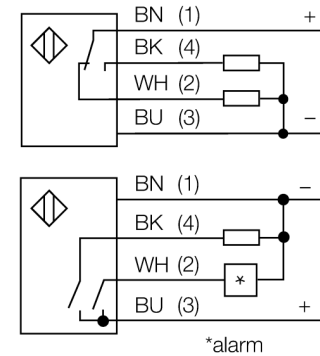 BN (1) +
BK (4)
WH (2)
BU (3) −
BN (1) −
BK (4)
WH (2)
*
BU (3) +
*alarm